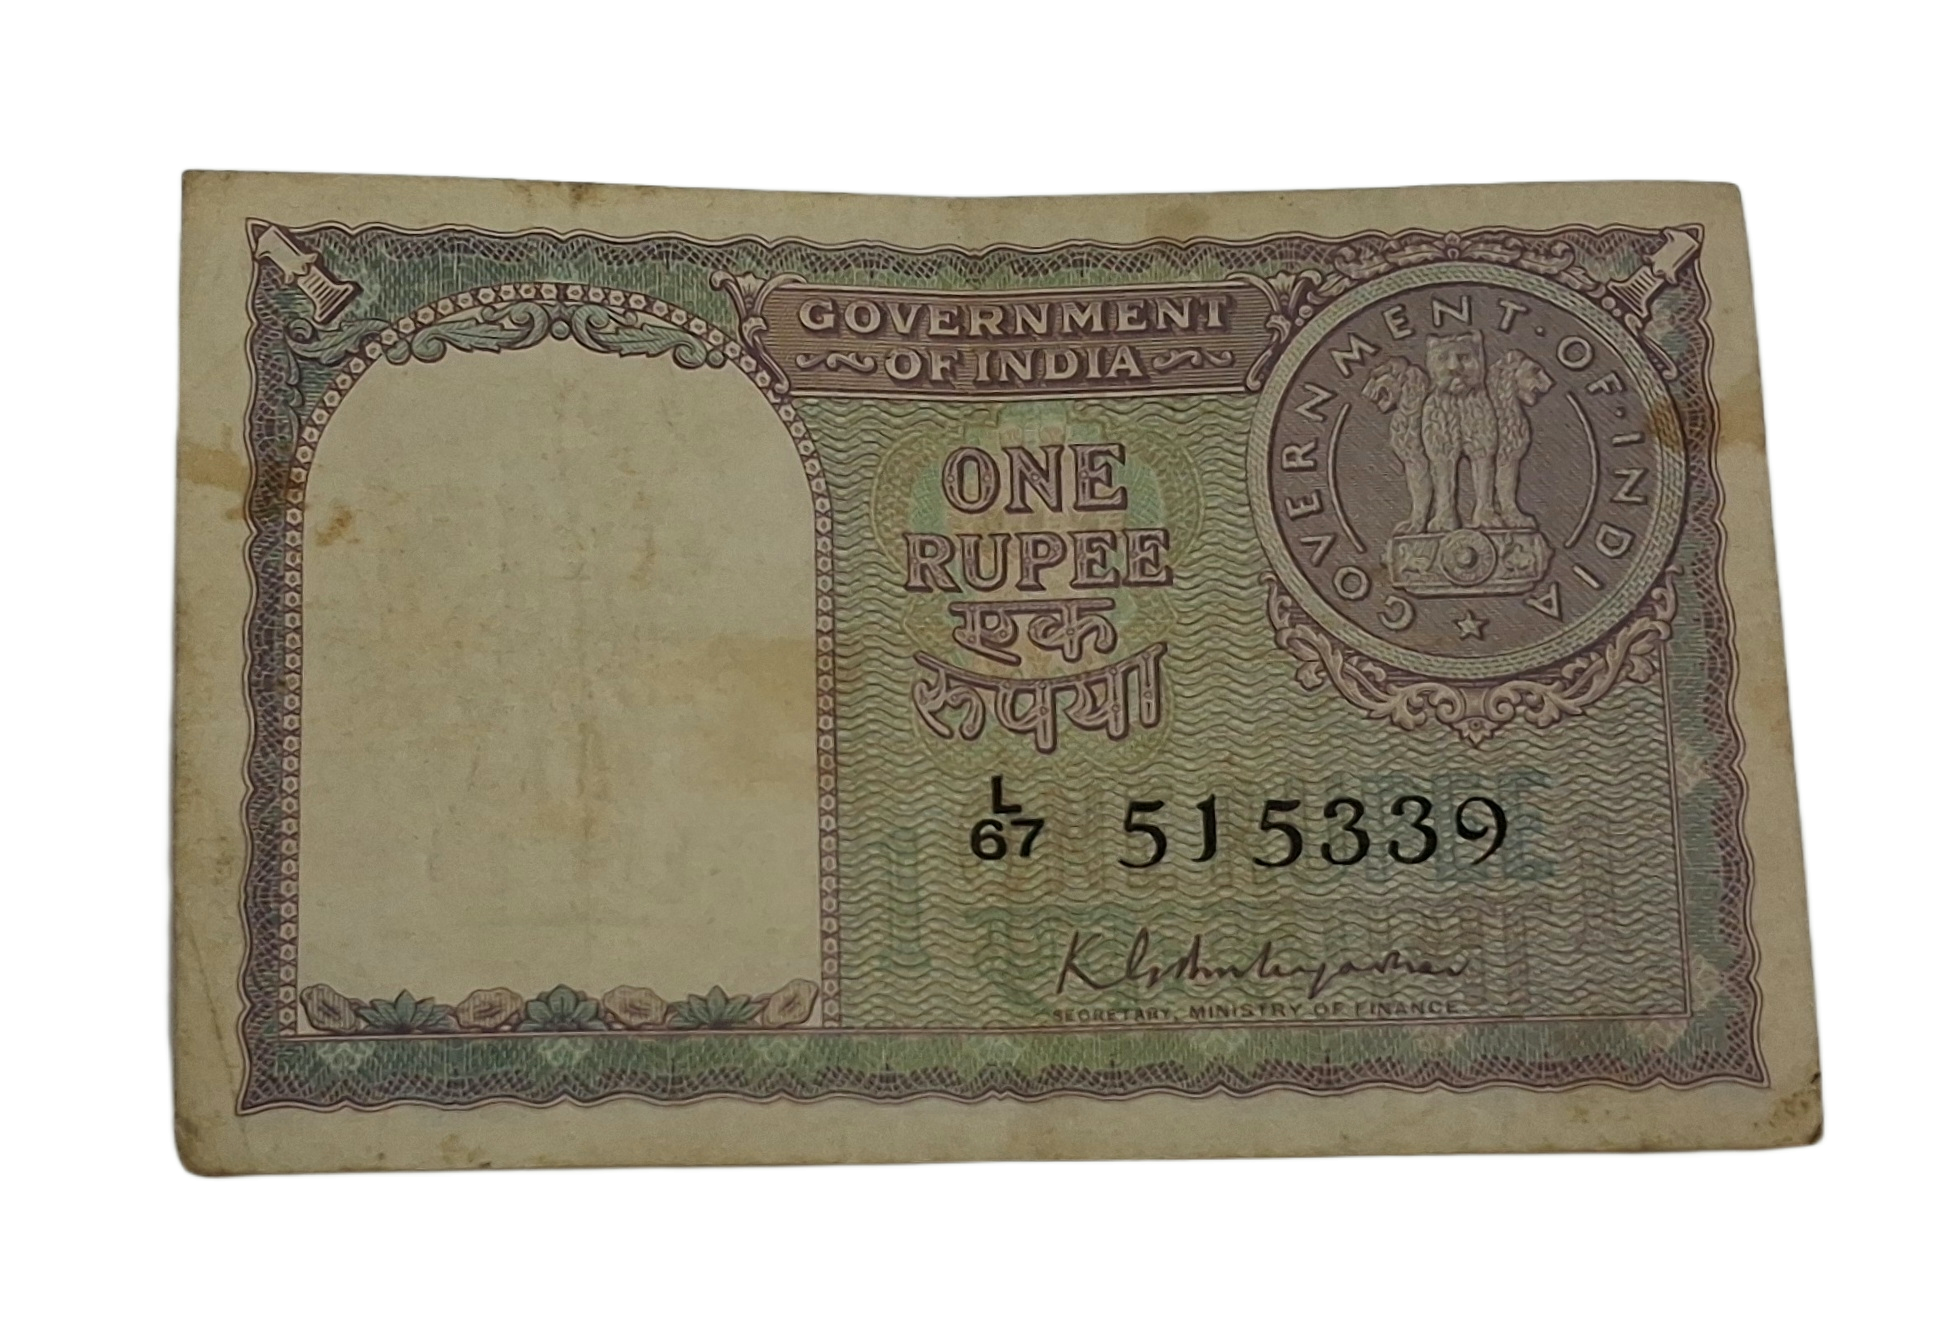 GOVERNMENT
OF INDIA
GOVERNMENT · OF · INDIA
ONE
RUPEE
एक
रुपया
L
67 515339
SECRETARY, MINISTRY OF FINANCE